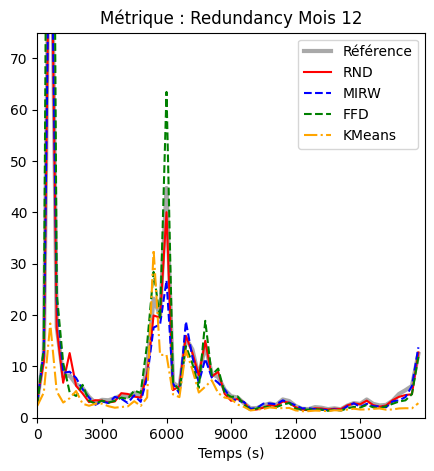 Métrique : Redundancy Mois 12
70
60
50
40
30
20
10
0
Référence
RND
MIRW
FFD
KMeans
0 3000 6000 9000 12000 15000
Temps (s)